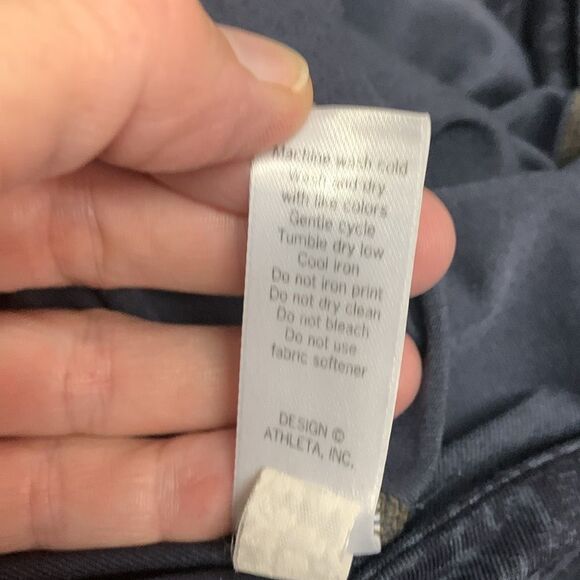 Machine wash cold
Wash and dry
with like colors
Gentle cycle
Tumble dry low
Cool iron
Do not iron print
Do not dry clean
Do not bleach
Do not use
fabric softener
DESIGN ©
ATHLETA, INC.